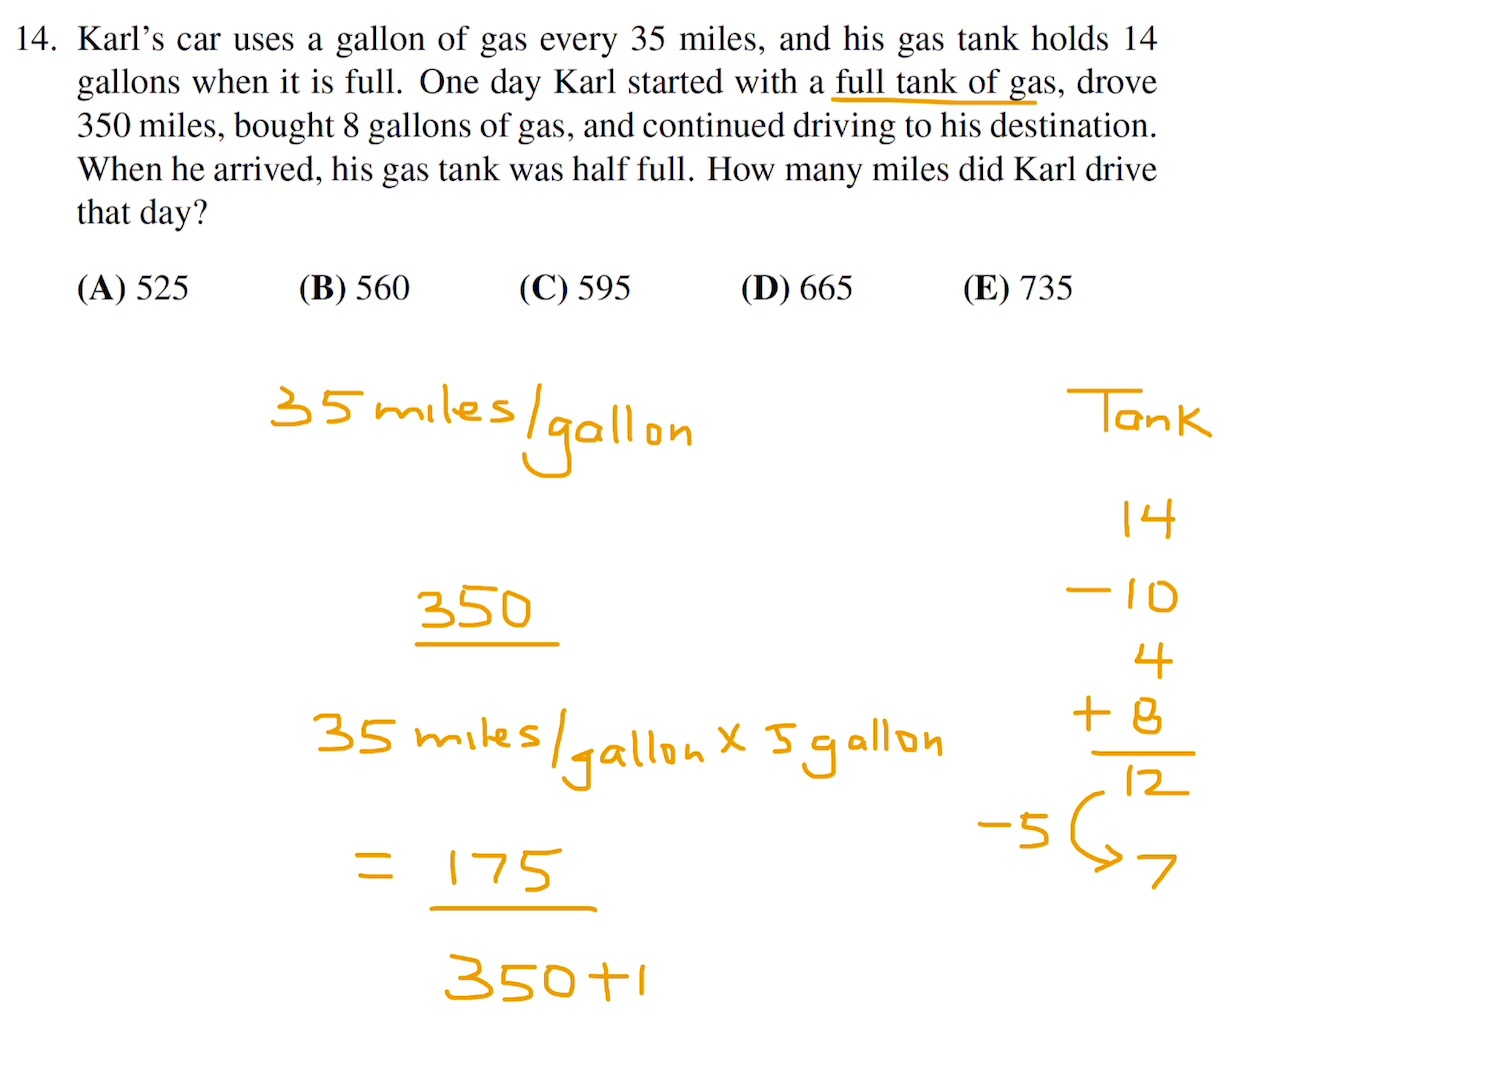 14. Karl's car uses a gallon of gas every 35 miles, and his gas tank holds 14
gallons when it is full. One day Karl started with a full tank of gas, drove
350 miles, bought 8 gallons of gas, and continued driving to his destination.
When he arrived, his gas tank was half full. How many miles did Karl drive
that day?
(A) 525 (B) 560 (C) 595 (D) 665 (E) 735
35 miles/gallon
Tank
14
-10
350
4
+ 8
35 miles/gallon x 5 gallon
12
-5
7
= 175
350+1